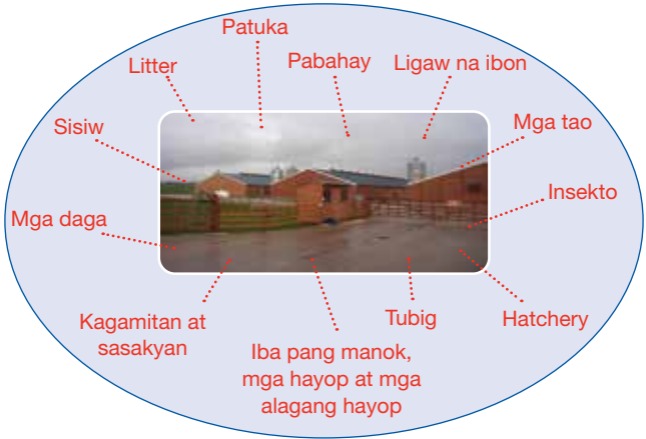 Patuka
Litter
Pabahay
Ligaw na ibon
Sisiw
Mga tao
Insekto
Mga daga
Kagamitan at
sasakyan
Iba pang manok,
mga hayop at mga
alagang hayop
Tubig
Hatchery